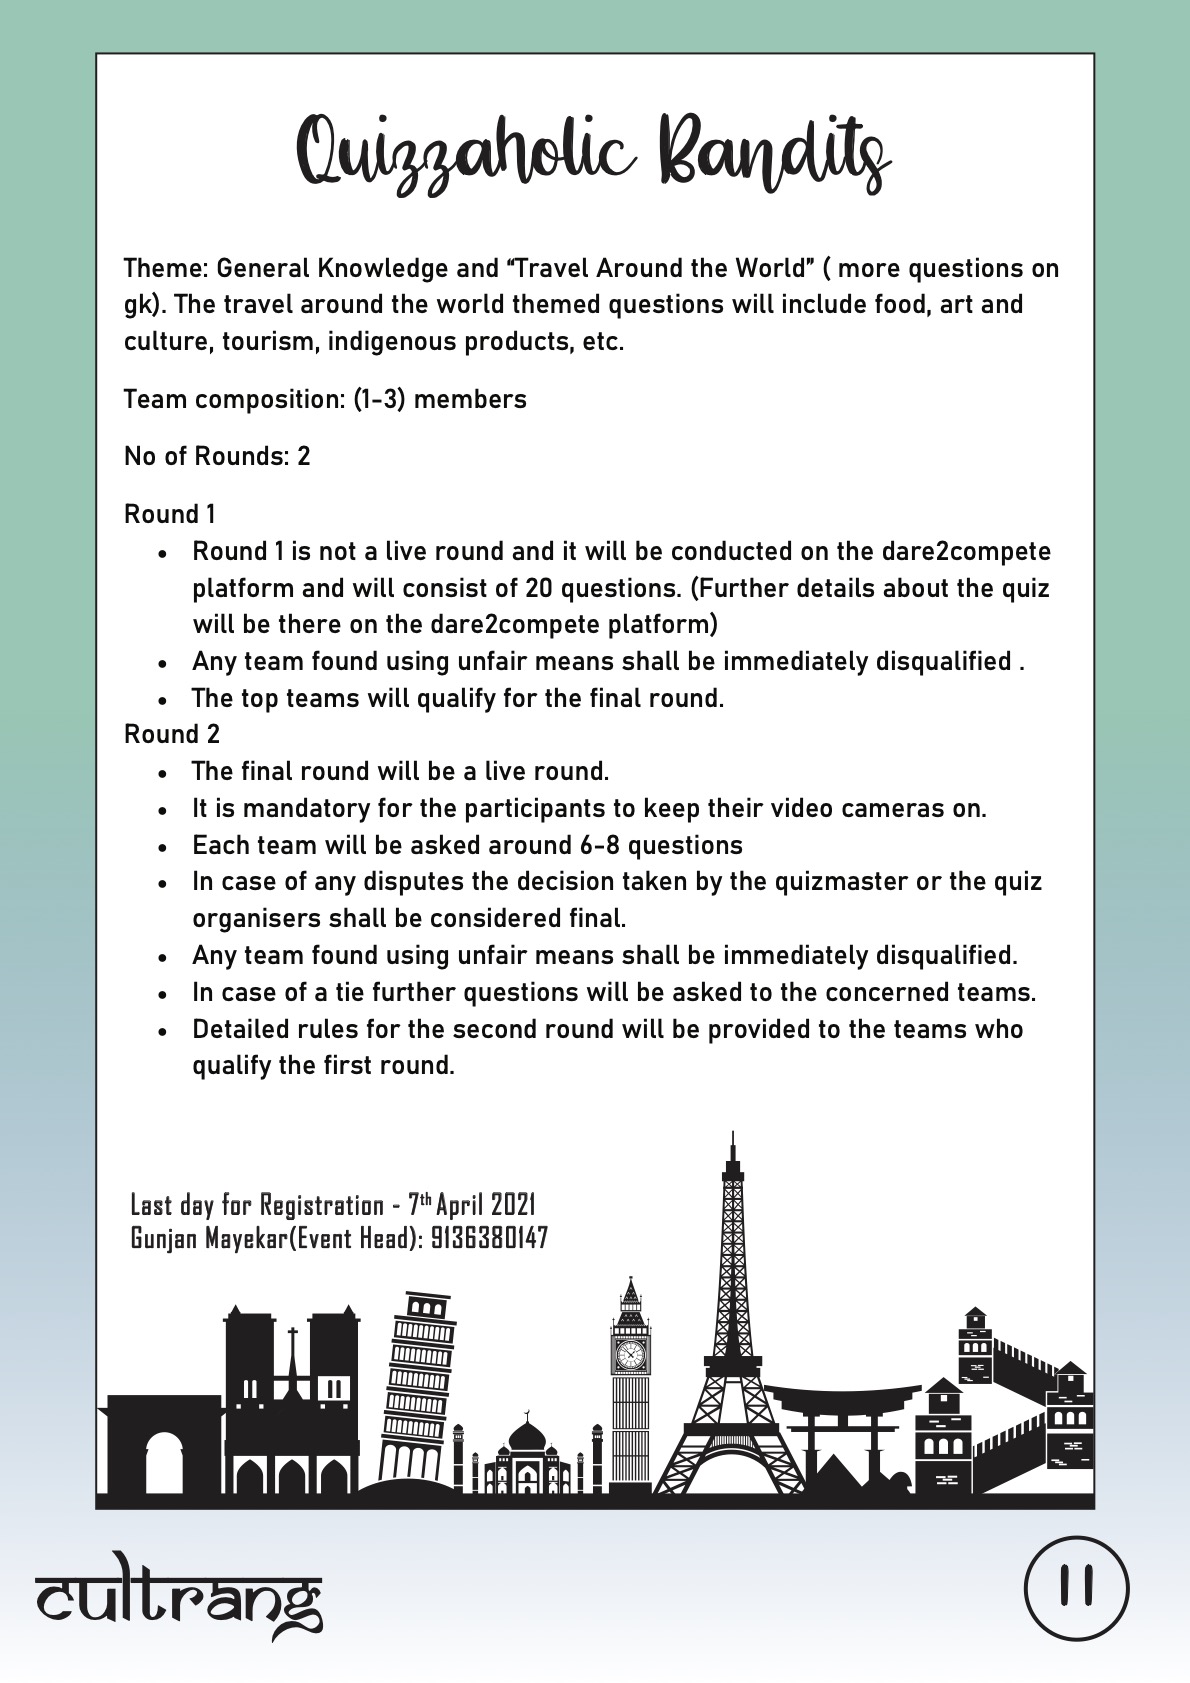 Quizzaholic Bandits
Theme: General Knowledge and “Travel Around the World” ( more questions on
gk). The travel around the world themed questions will include food, art and
culture, tourism, indigenous products, etc.
Team composition: (1-3) members
No of Rounds: 2
Round 1
• Round 1 is not a live round and it will be conducted on the dare2compete
platform and will consist of 20 questions. (Further details about the quiz
will be there on the dare2compete platform)
• Any team found using unfair means shall be immediately disqualified .
• The top teams will qualify for the final round.
Round 2
• The final round will be a live round.
• It is mandatory for the participants to keep their video cameras on.
• Each team will be asked around 6-8 questions
• In case of any disputes the decision taken by the quizmaster or the quiz
organisers shall be considered final.
• Any team found using unfair means shall be immediately disqualified.
• In case of a tie further questions will be asked to the concerned teams.
• Detailed rules for the second round will be provided to the teams who
qualify the first round.
Last day for Registration - 7th April 2021
Gunjan Mayekar(Event Head): 9136380147
cultrang
11